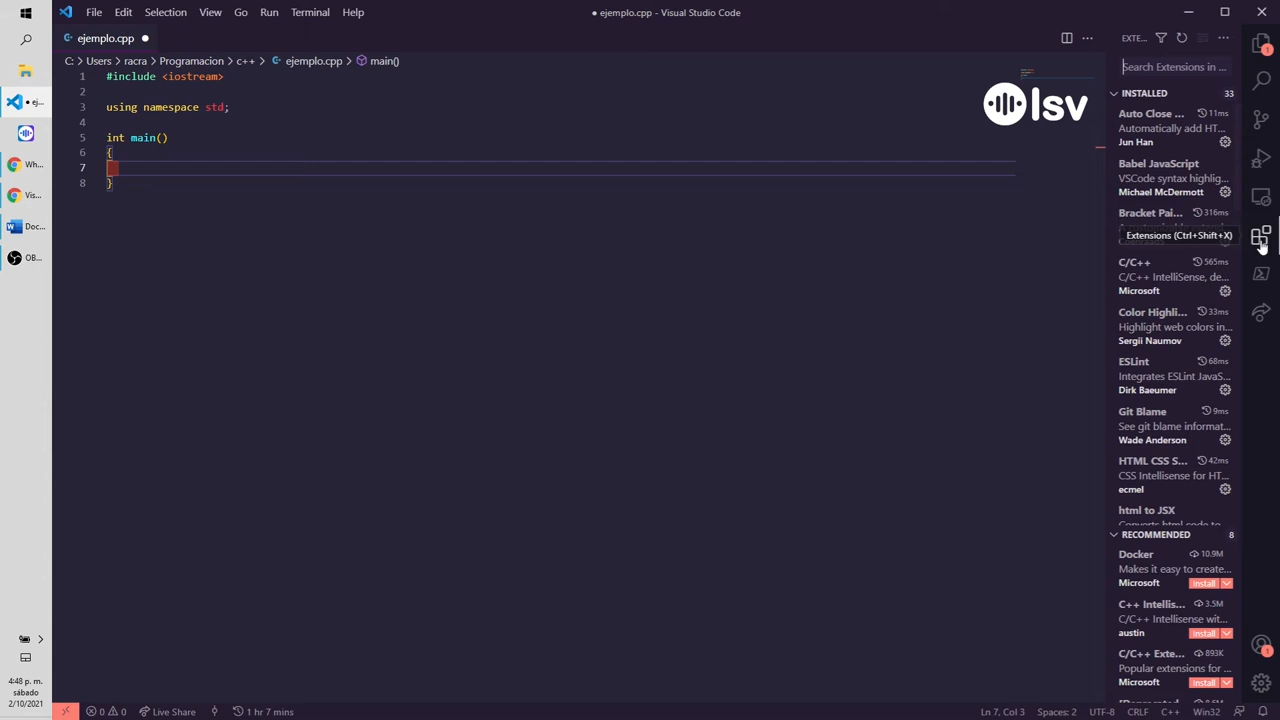 File Edit Selection View Go Run Terminal Help
● ejemplo.cpp - Visual Studio Code
ejemplo.cpp ●
C: > Users > racra > Programacion > c++ > ejemplo.cpp > main()
1 #include <iostream>
2
3 using namespace std;
4
5 int main()
6 {
7
8 }
lsv
EXTE...
Search Extensions in ...
INSTALLED 33
Auto Close ... 11ms
Automatically add HT...
Jun Han
Babel JavaScript
VSCode syntax highlig...
Michael McDermott
Bracket Pai... 316ms
Extensions (Ctrl+Shift+X)
C/C++ 565ms
C/C++ IntelliSense, de...
Microsoft
Color Highli... 33ms
Highlight web colors in...
Sergii Naumov
ESLint 68ms
Integrates ESLint JavaS...
Dirk Baeumer
Git Blame 9ms
See git blame informat...
Wade Anderson
HTML CSS S... 42ms
CSS Intellisense for HT...
ecmel
html to JSX
Converts html code to
RECOMMENDED 8
Docker 10.9M
Makes it easy to create...
Microsoft Install
C++ Intellis... 3.5M
C/C++ Intellisense wit...
austin Install
C/C++ Exte... 893K
Popular extensions for ...
Microsoft Install
1
1
ej...
Wh...
Vis...
Doc...
OB...
4:48 p. m.
sábado
2/10/2021
0 0 Live Share 1 hr 7 mins
Ln 7, Col 3 Spaces: 2 UTF-8 CRLF C++ Win32